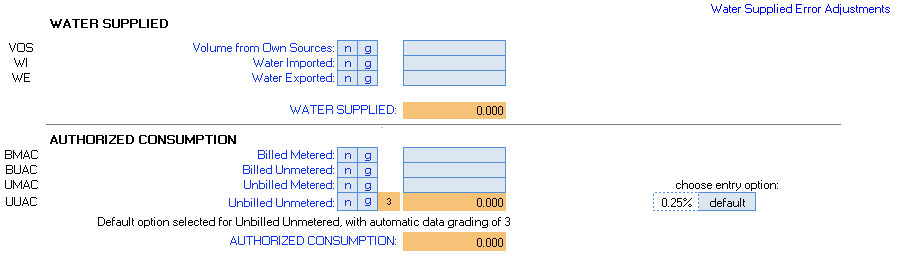 Water Supplied Error Adjustments
WATER SUPPLIED
VOS Volume from Own Sources: n g
WI Water Imported: n g
WE Water Exported: n g
WATER SUPPLIED: 0.000
AUTHORIZED CONSUMPTION
BMAC Billed Metered: n g
BUAC Billed Unmetered: n g
UMAC Unbilled Metered: n g
choose entry option:
UUAC Unbilled Unmetered: n g 3 0.000 0.25% default
Default option selected for Unbilled Unmetered, with automatic data grading of 3
AUTHORIZED CONSUMPTION: 0.000